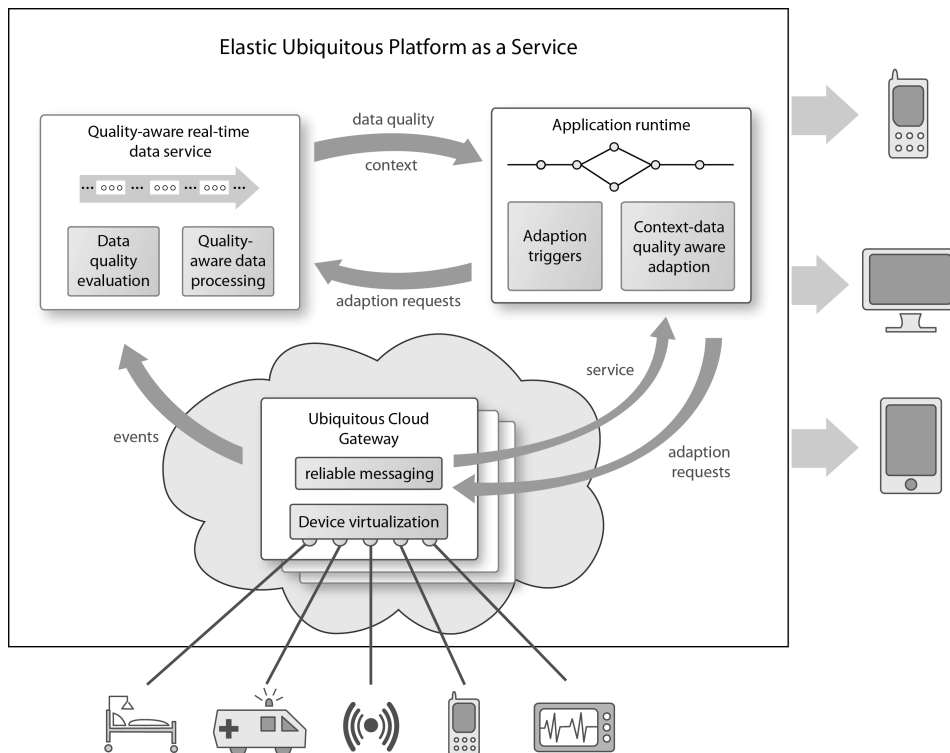 Elastic Ubiquitous Platform as a Service
Quality-aware real-time
data service
Data
quality
evaluation
Quality-
aware data
processing
data quality
context
adaption requests
Application runtime
Adaption
triggers
Context-data
quality aware
adaption
events
service
adaption
requests
Ubiquitous Cloud
Gateway
reliable messaging
Device virtualization